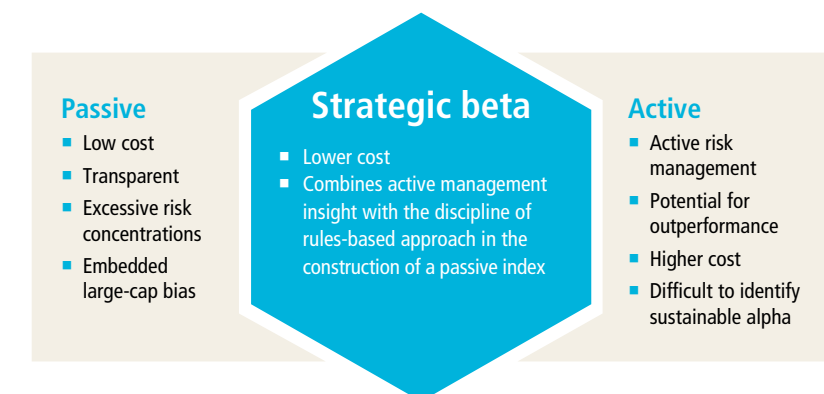 Passive
▪ Low cost
▪ Transparent
▪ Excessive risk
concentrations
▪ Embedded
large-cap bias
Strategic beta
▪ Lower cost
▪ Combines active management
insight with the discipline of
rules-based approach in the
construction of a passive index
Active
▪ Active risk
management
▪ Potential for
outperformance
▪ Higher cost
▪ Difficult to identify
sustainable alpha